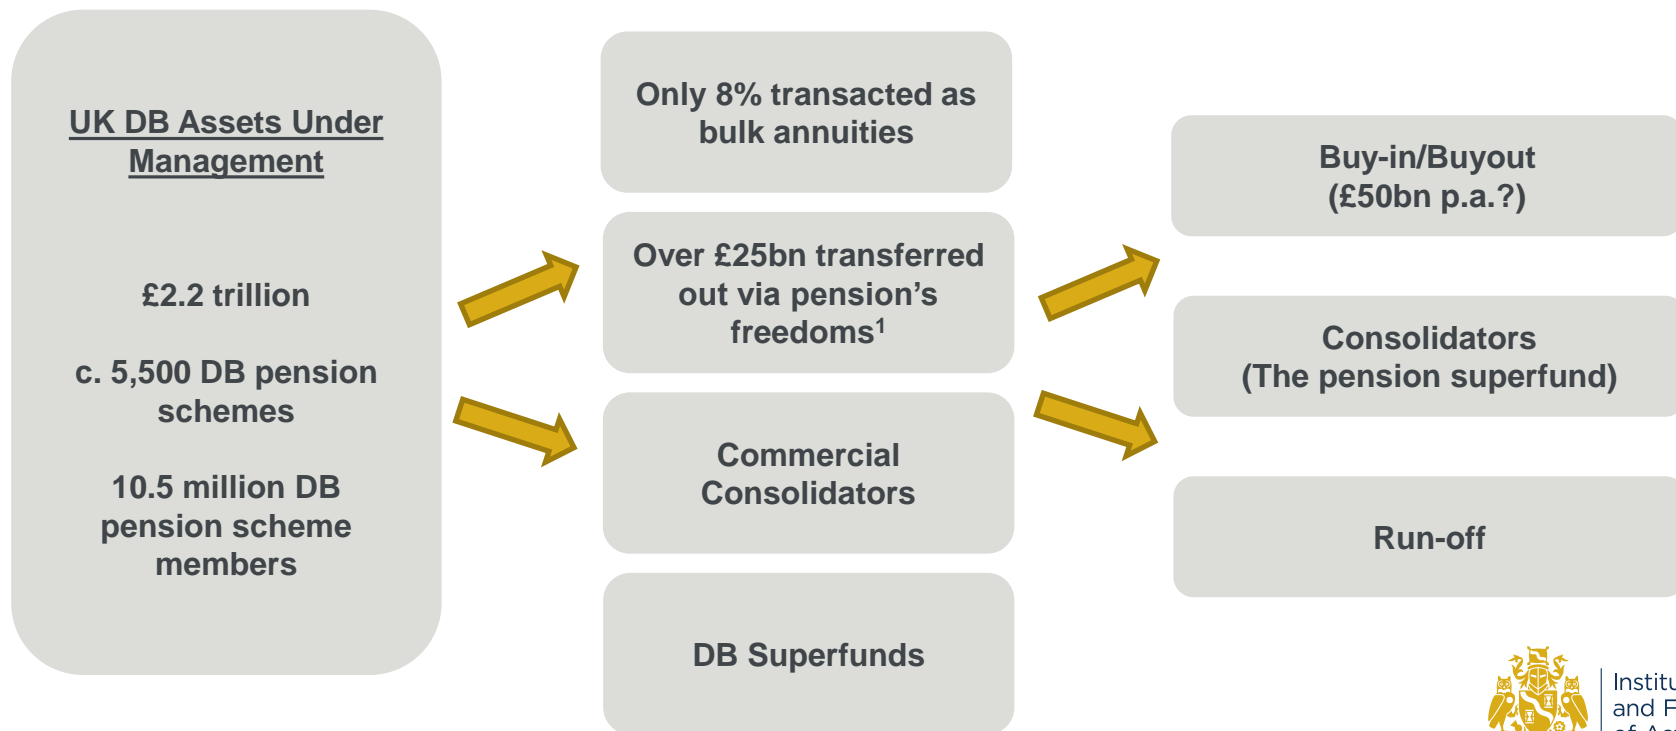 UK DB Assets Under
Management
£2.2 trillion
c. 5,500 DB pension
schemes
10.5 million DB
pension scheme
members
Only 8% transacted as
bulk annuities
Over £25bn transferred
out via pension’s
freedoms¹
Commercial
Consolidators
DB Superfunds
Buy-in/Buyout
(£50bn p.a.?)
Consolidators
(The pension superfund)
Run-off
and